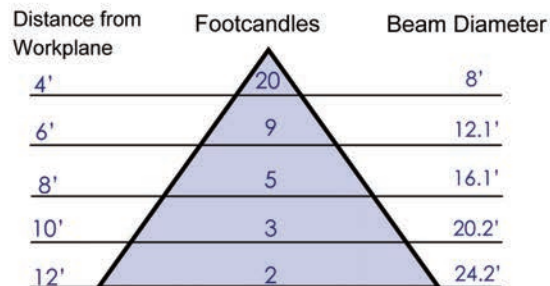 Distance from Workplane Footcandles Beam Diameter
4' 20 8'
6' 9 12.1'
8' 5 16.1'
10' 3 20.2'
12' 2 24.2'